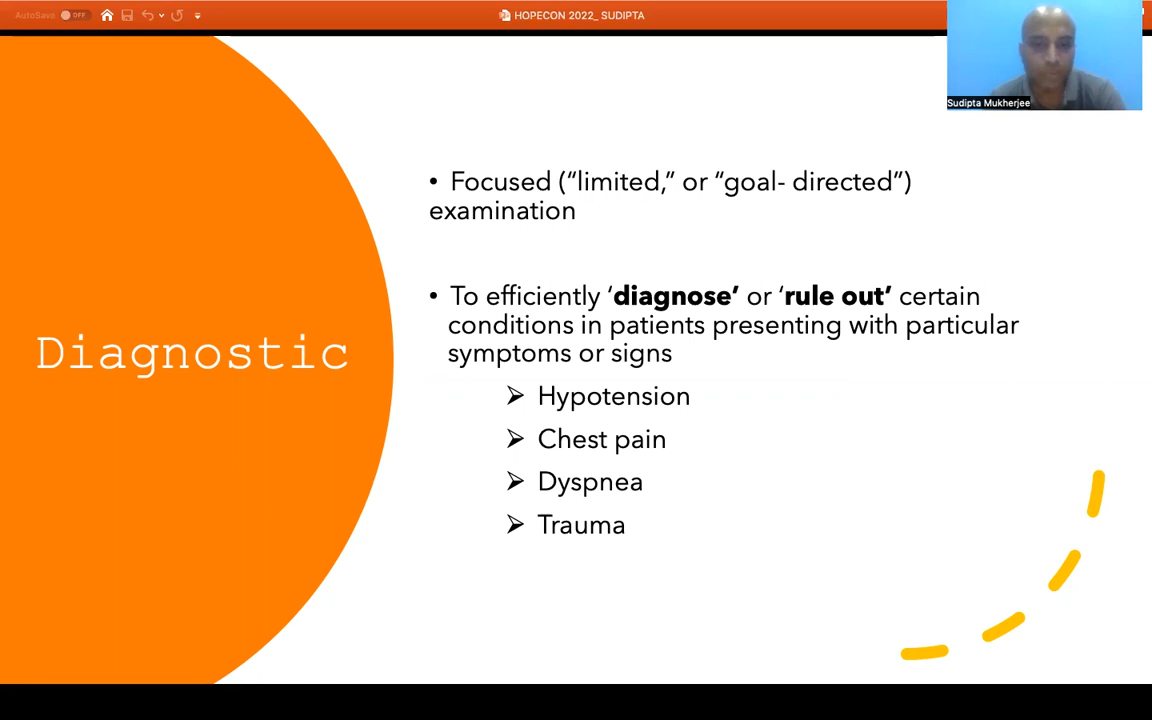 AutoSave OFF
HOPECON 2022_ SUDIPTA
Sudipta Mukherjee
Diagnostic
• Focused (“limited,” or “goal- directed”)
examination
• To efficiently ‘diagnose’ or ‘rule out’ certain
conditions in patients presenting with particular
symptoms or signs
➢ Hypotension
➢ Chest pain
➢ Dyspnea
➢ Trauma